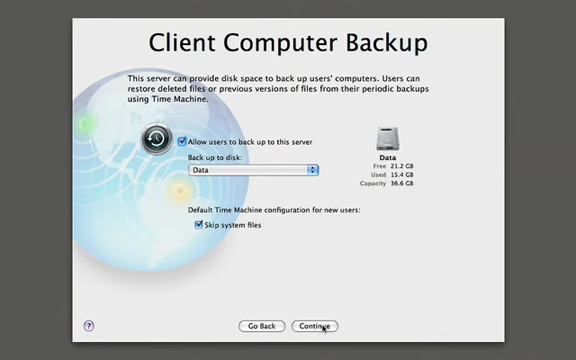 Client Computer Backup
This server can provide disk space to back up users' computers. Users can
restore deleted files or previous versions of files from their periodic backups
using Time Machine.
Allow users to back up to this server
Back up to disk:
Data
Data
Free 21.2 GB
Used 15.4 GB
Capacity 36.6 GB
Default Time Machine configuration for new users:
Skip system files
?
Go Back
Continue